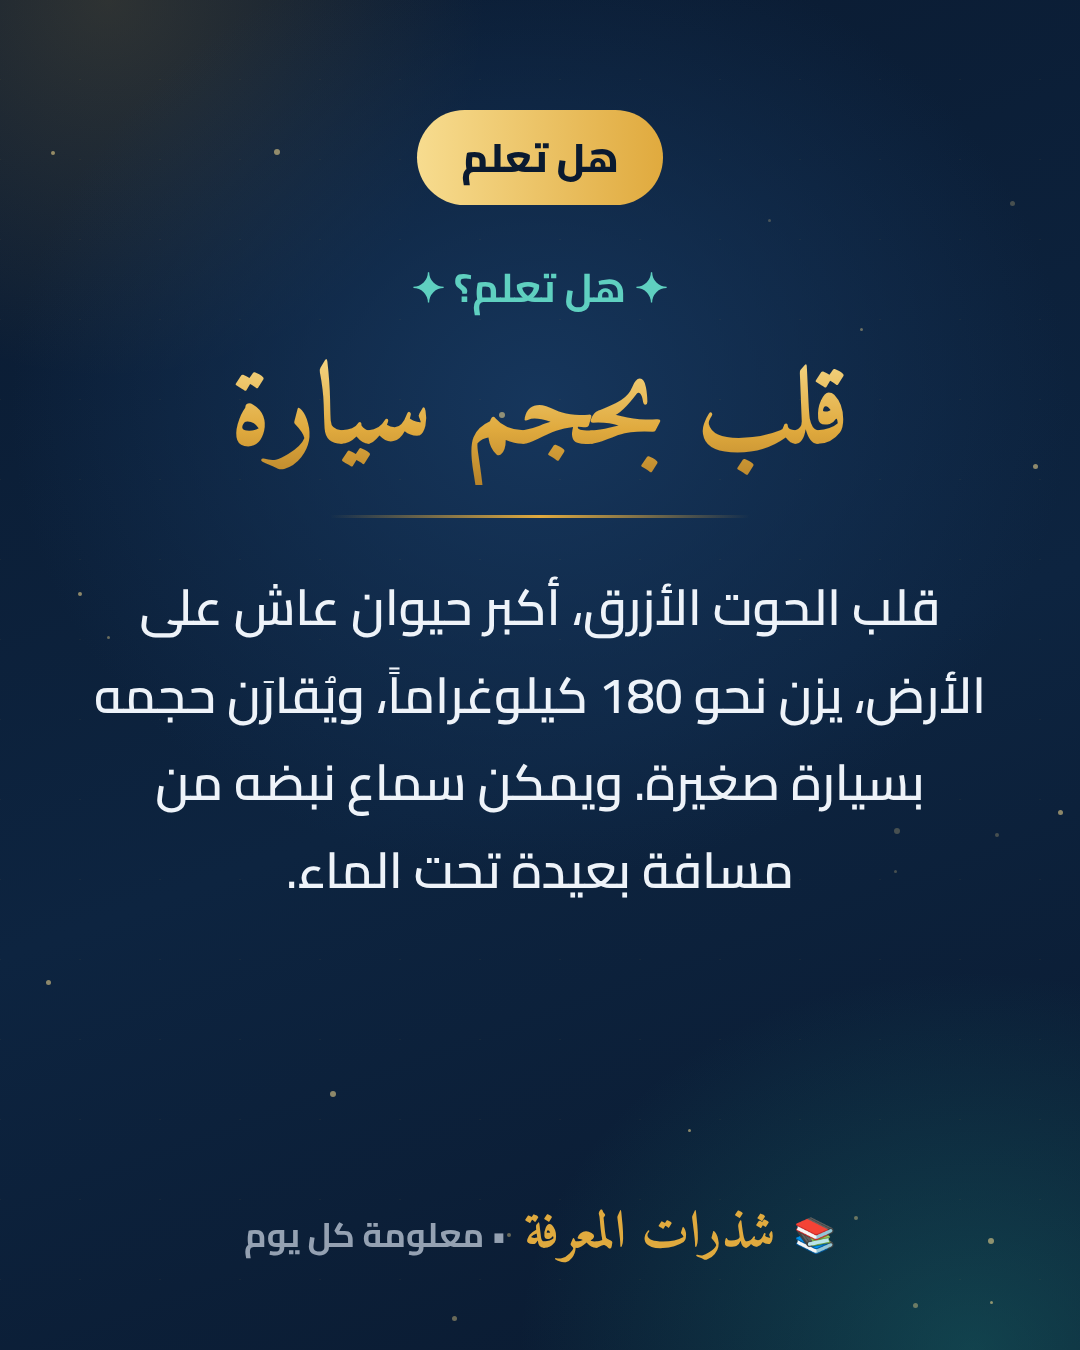 هل تعلم
✦ هل تعلم؟ ✦
قلب بحجم سيارة
قلب الحوت الأزرق، أكبر حيوان عاش على
الأرض، يزن نحو 180 كيلوغراماً، ويُقارَن حجمه
بسيارة صغيرة. ويمكن سماع نبضه من
مسافة بعيدة تحت الماء.
📚 شذرات المعرفة · معلومة كل يوم